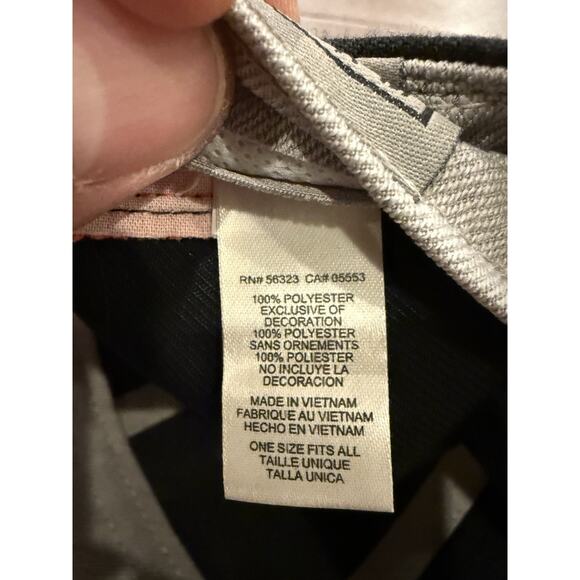 RN# 56323 CA# 05553
100% POLYESTER
EXCLUSIVE OF
DECORATION
100% POLYESTER
SANS ORNEMENTS
100% POLIESTER
NO INCLUYE LA
DECORACION
MADE IN VIETNAM
FABRIQUE AU VIETNAM
HECHO EN VIETNAM
ONE SIZE FITS ALL
TAILLE UNIQUE
TALLA UNICA